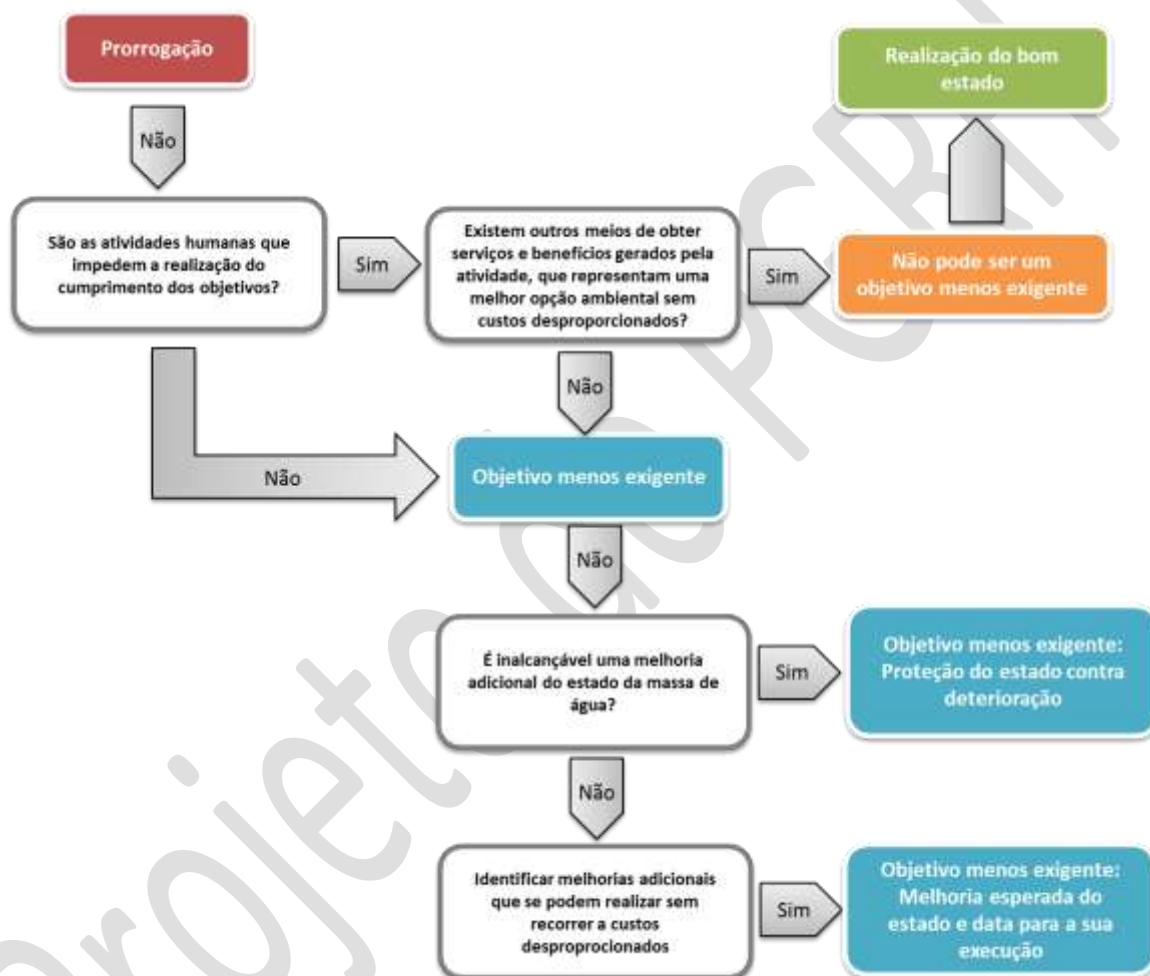 Prorrogação
Não
São as atividades humanas que
impedem a realização do
cumprimento dos objetivos?
Sim
Existem outros meios de obter
serviços e benefícios gerados pela
atividade, que representam uma
melhor opção ambiental sem
custos desproporcionados?
Sim
Não pode ser um
objetivo menos exigente
Realização do bom
estado
Não
Não
Objetivo menos exigente
Não
É inalcançável uma melhoria
adicional do estado da massa de
água?
Sim
Objetivo menos exigente:
Proteção do estado contra
deterioração
Não
Identificar melhorias adicionais
que se podem realizar sem
recorrer a custos
desproprocionados
Sim
Objetivo menos exigente:
Melhoria esperada do
estado e data para a sua
execução
Projeto do PGRH